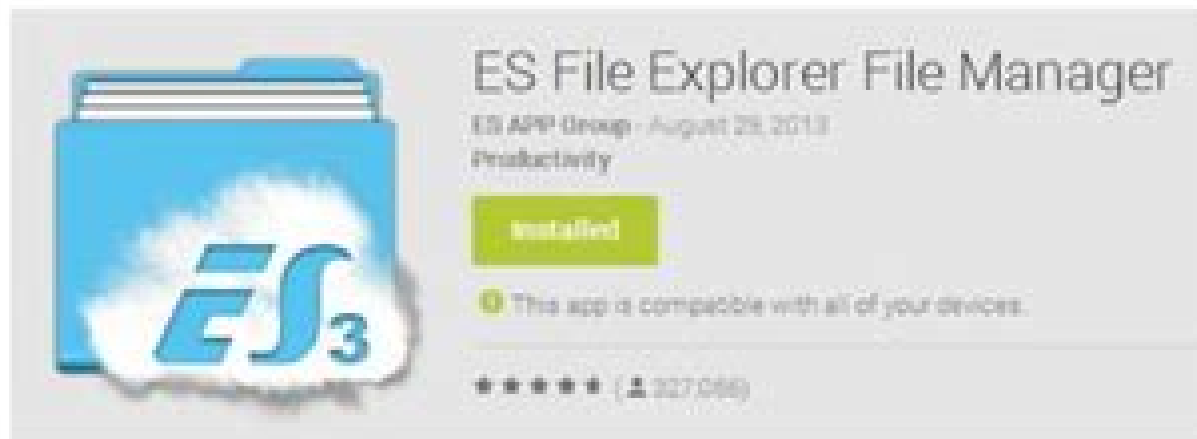 ES File Explorer File Manager
ES APP Group - August 29, 2013
Productivity
Installed
This app is compatible with all of your devices.
ES3